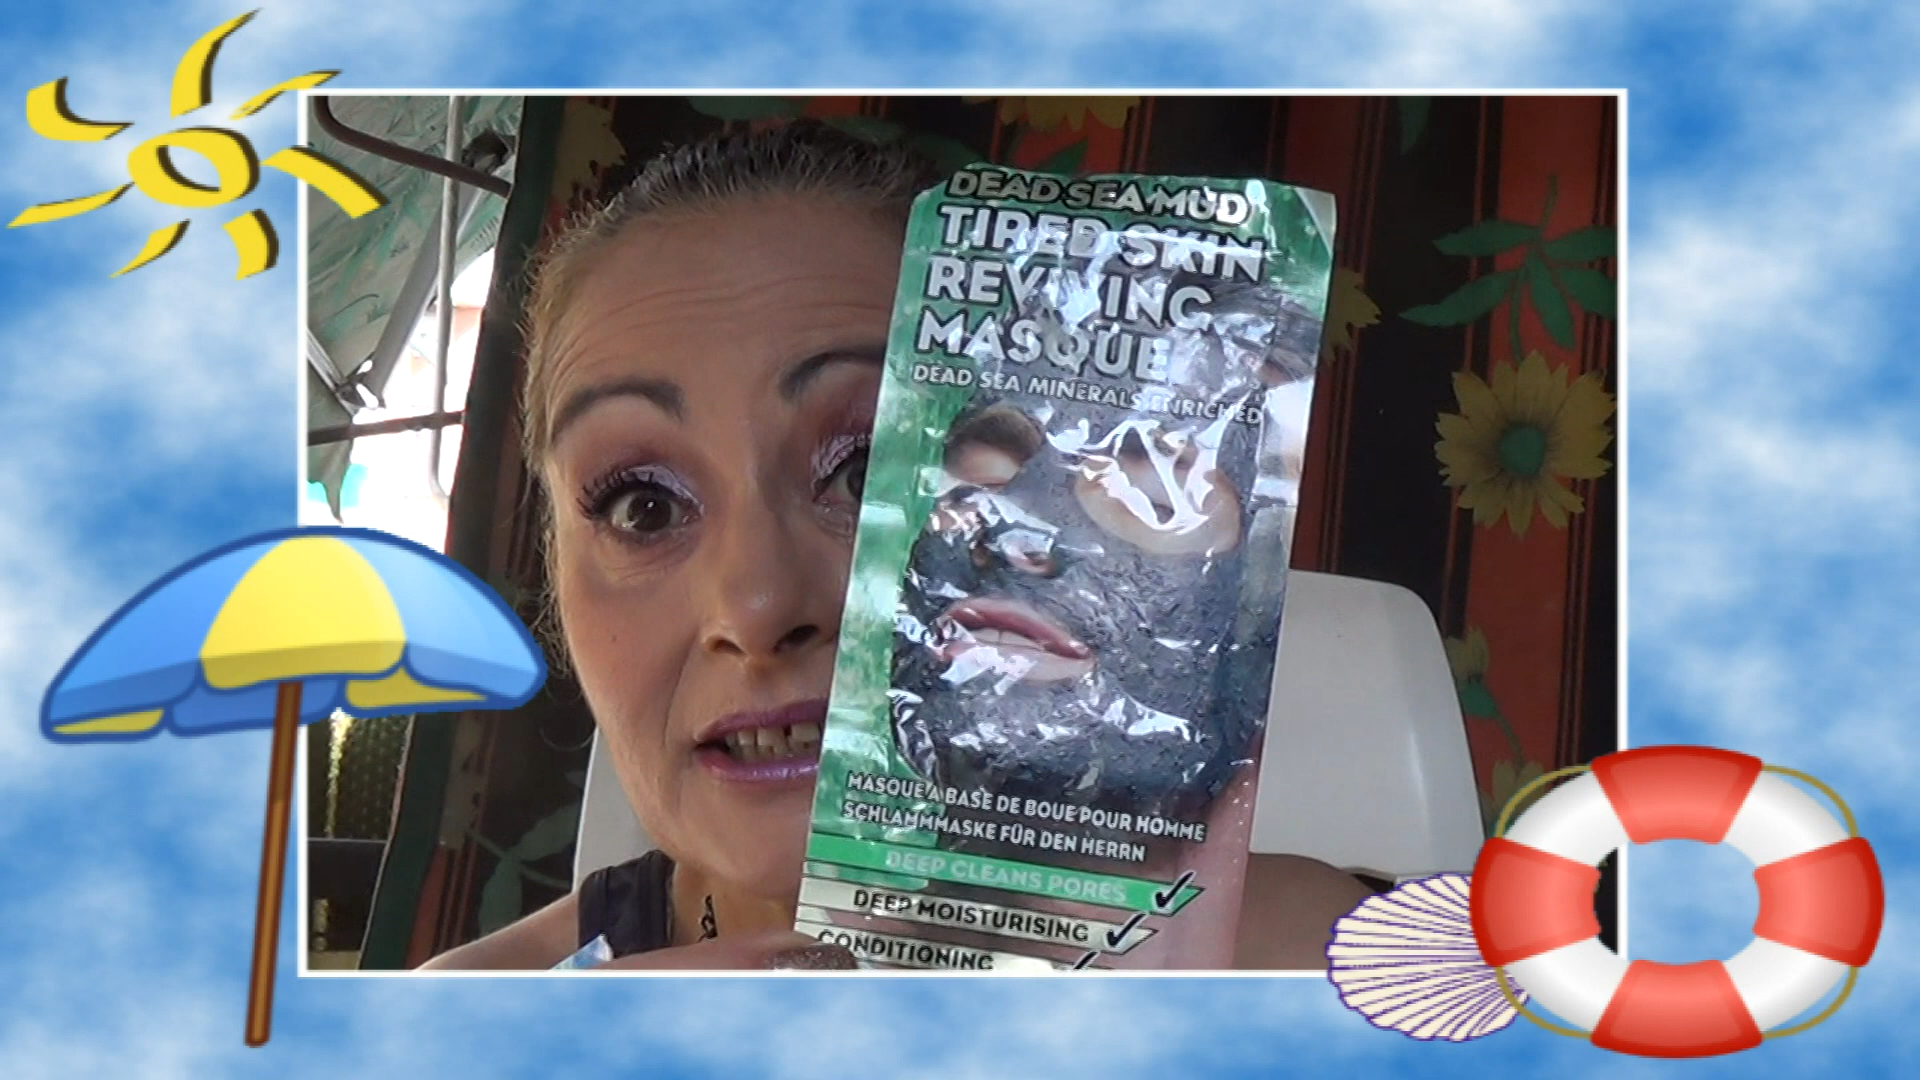 DEAD SEA MUD
TIRED SKIN
REVIVING
MASQUE
DEAD SEA MINERALS ENRICHED
MASQUE À BASE DE BOUE POUR HOMME
SCHLAMMMASKE FÜR DEN HERRN
DEEP CLEANS PORES
DEEP MOISTURISING
CONDITIONING